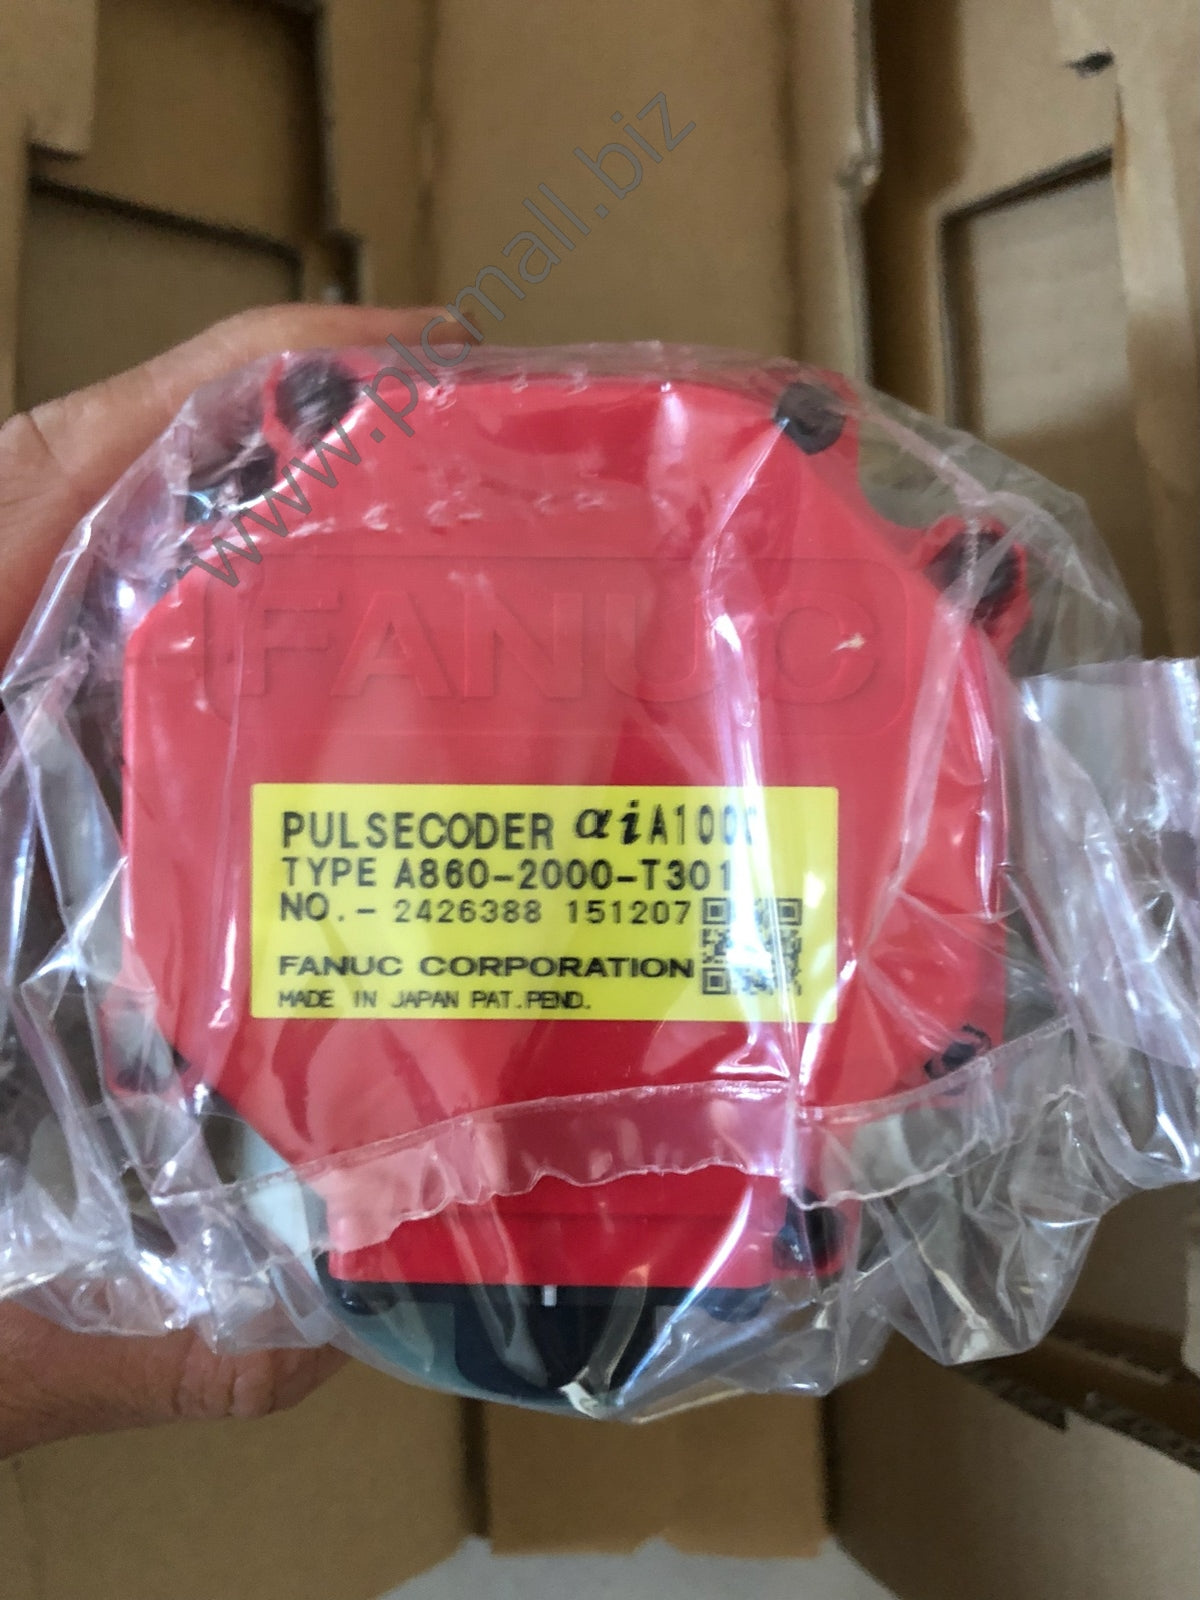 www.plcmall.biz
FANUC
PULSECODER αiA1000
TYPE A860-2000-T301
NO.- 2426388 151207
FANUC CORPORATION
MADE IN JAPAN PAT.PEND.